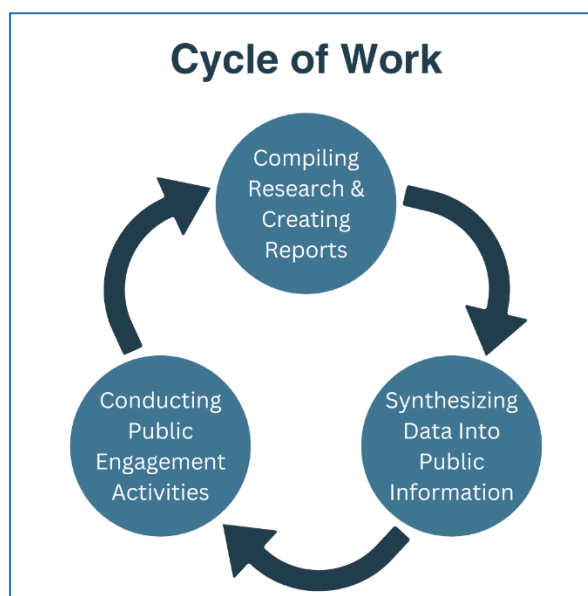 Cycle of Work
Compiling
Research &
Creating
Reports
Synthesizing
Data Into
Public
Information
Conducting
Public
Engagement
Activities